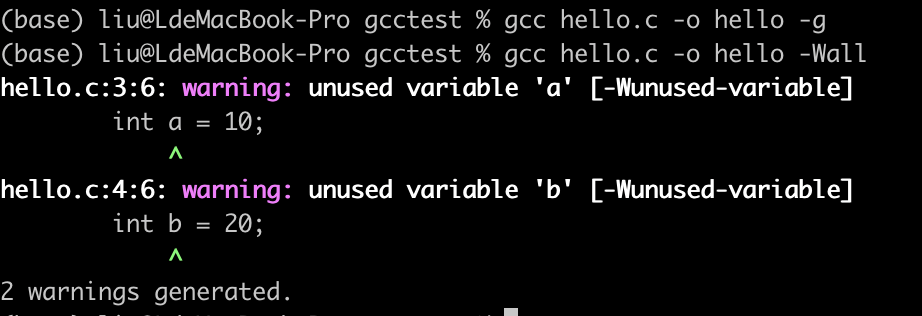 (base) liu@LdeMacBook-Pro gcctest % gcc hello.c -o hello -g
(base) liu@LdeMacBook-Pro gcctest % gcc hello.c -o hello -Wall
hello.c:3:6: warning: unused variable 'a' [-Wunused-variable]
        int a = 10;
            ^
hello.c:4:6: warning: unused variable 'b' [-Wunused-variable]
        int b = 20;
            ^
2 warnings generated.